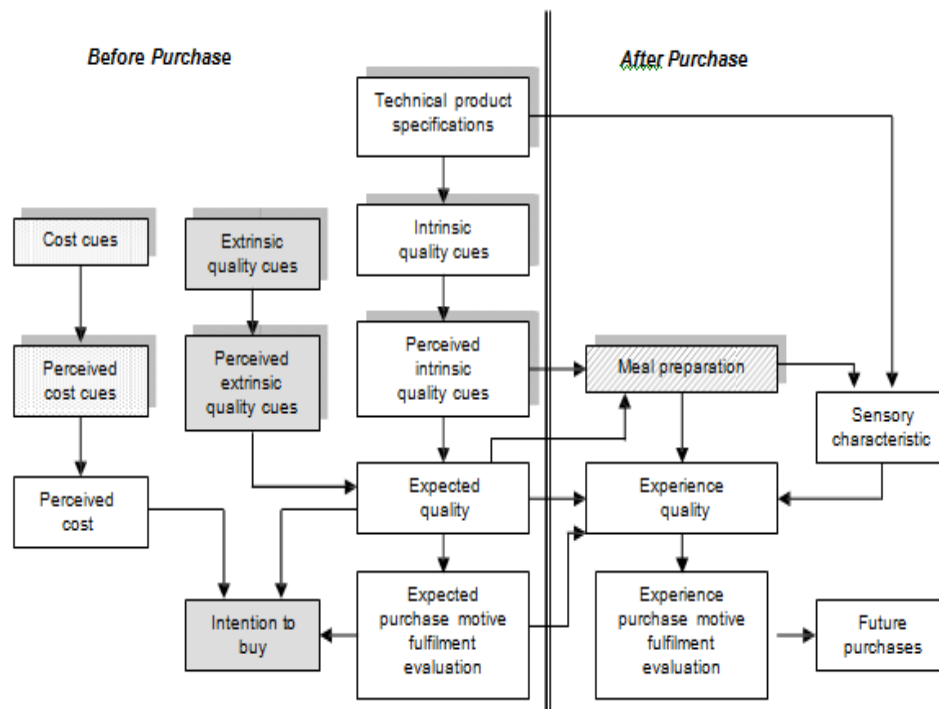 Before Purchase
After Purchase
Technical product
specifications
Cost cues
Extrinsic
quality cues
Intrinsic
quality cues
Perceived
cost cues
Perceived
extrinsic
quality cues
Perceived
intrinsic
quality cues
Meal preparation
Sensory
characteristic
Perceived
cost
Expected
quality
Experience
quality
Intention to
buy
Expected
purchase motive
fulfilment
evaluation
Experience
purchase motive
fulfilment
evaluation
Future
purchases